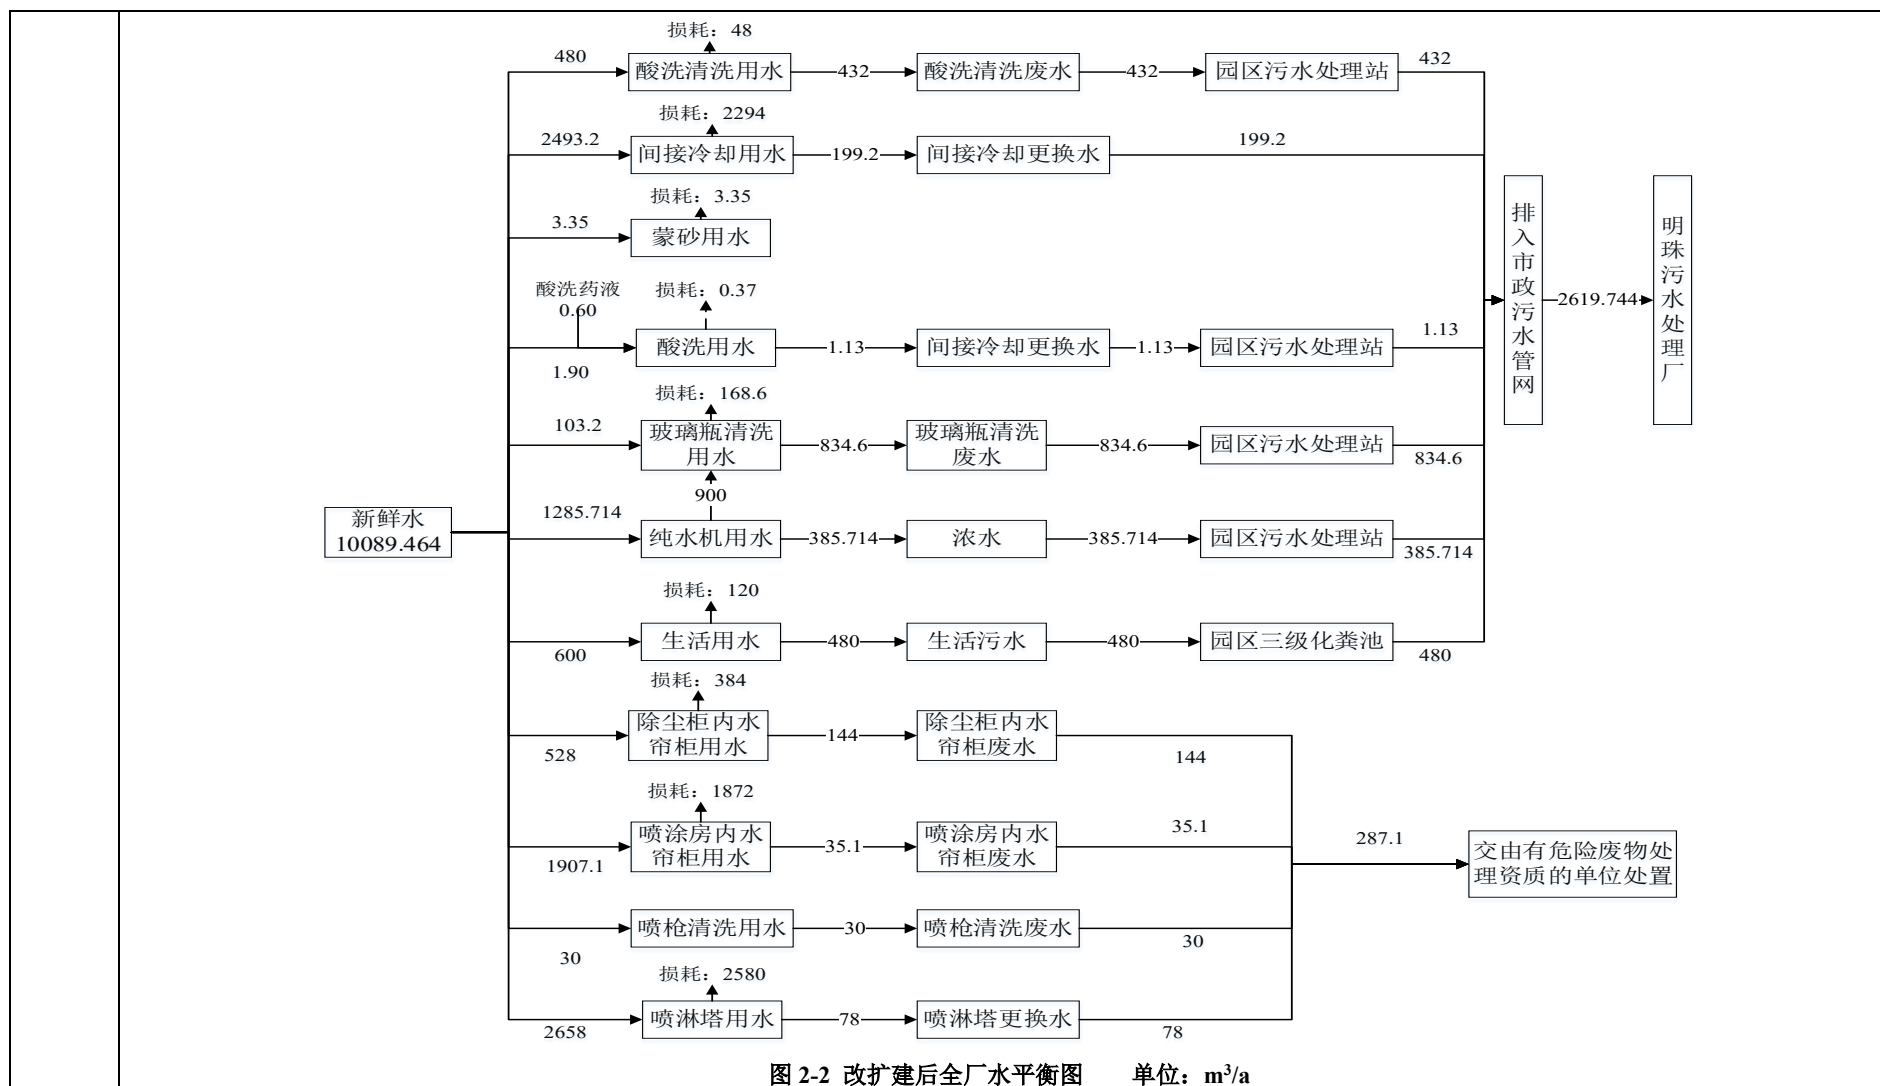 损耗：48
480
酸洗清洗用水
432
酸洗清洗废水
432
园区污水处理站
432
损耗：2294
2493.2
间接冷却用水
199.2
间接冷却更换水
199.2
损耗：3.35
3.35
蒙砂用水
酸洗药液
0.60
损耗：0.37
1.90
酸洗用水
1.13
间接冷却更换水
1.13
园区污水处理站
1.13
损耗：168.6
103.2
玻璃瓶清洗
用水
834.6
玻璃瓶清洗
废水
834.6
园区污水处理站
834.6
900
新鲜水
10089.464
1285.714
纯水机用水
385.714
浓水
385.714
园区污水处理站
385.714
损耗：120
600
生活用水
480
生活污水
480
园区三级化粪池
480
排入市政污水管网
2619.744
明珠污水处理厂
损耗：384
528
除尘柜内水
帘柜用水
144
除尘柜内水
帘柜废水
144
损耗：1872
1907.1
喷涂房内水
帘柜用水
35.1
喷涂房内水
帘柜废水
35.1
287.1
交由有危险废物处
理资质的单位处置
30
喷枪清洗用水
30
喷枪清洗废水
30
损耗：2580
2658
喷淋塔用水
78
喷淋塔更换水
78
图 2-2 改扩建后全厂水平衡图 单位：m³/a